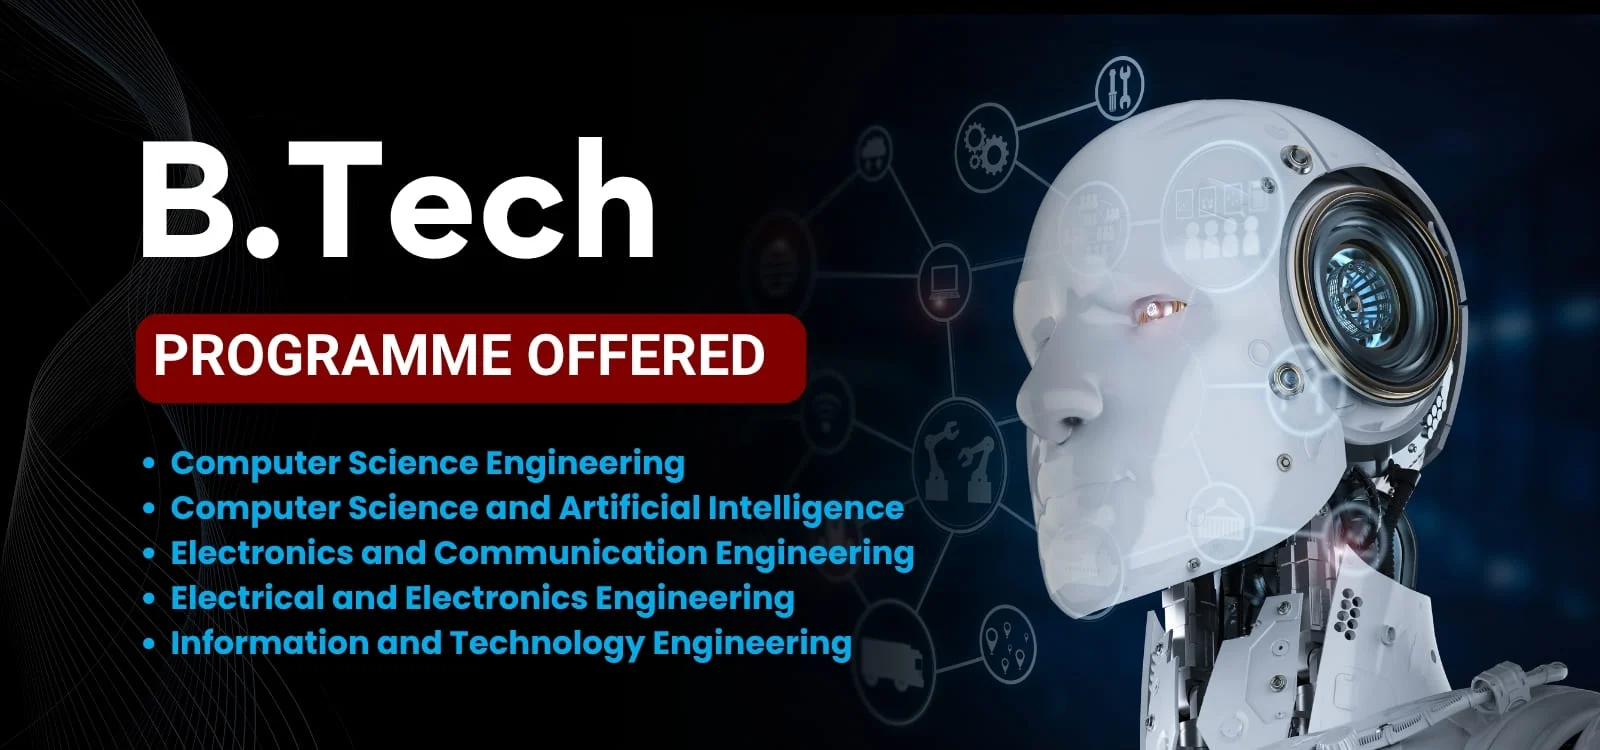 B.Tech
PROGRAMME OFFERED
• Computer Science Engineering
• Computer Science and Artificial Intelligence
• Electronics and Communication Engineering
• Electrical and Electronics Engineering
• Information and Technology Engineering